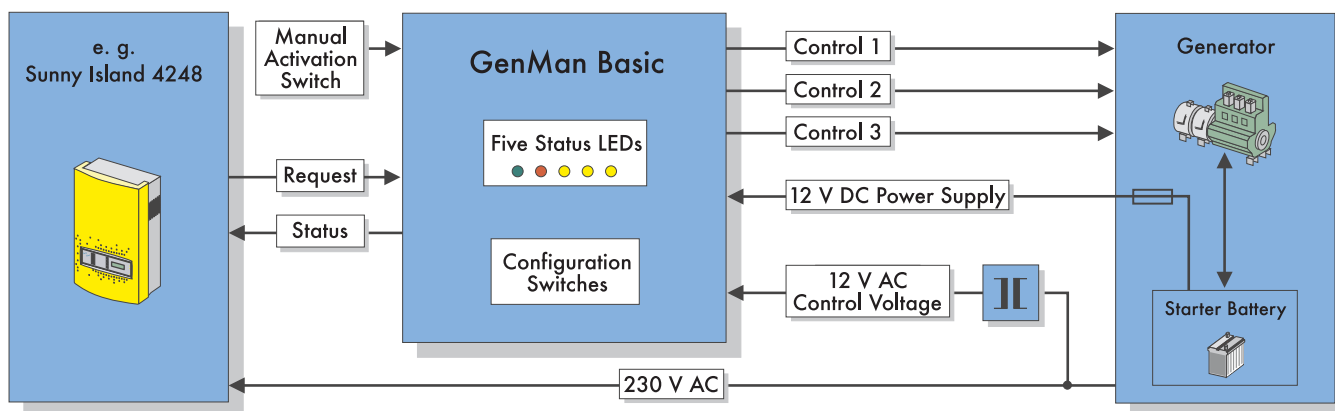 e. g.
Sunny Island 4248
Manual
Activation
Switch
Request
Status
GenMan Basic
Five Status LEDs
Configuration
Switches
Control 1
Control 2
Control 3
12 V DC Power Supply
12 V AC
Control Voltage
230 V AC
Generator
Starter Battery